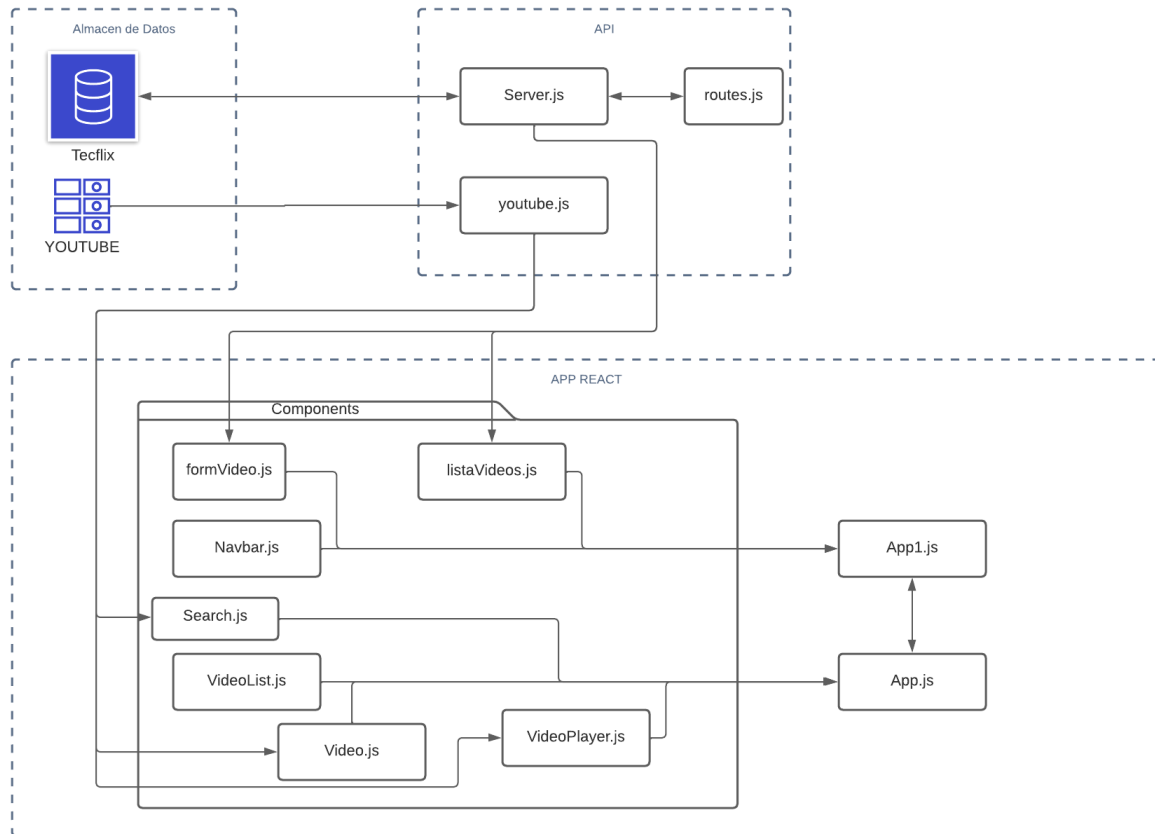 Almacen de Datos
API
Server.js
routes.js
Tecflix
youtube.js
YOUTUBE
APP REACT
Components
formVideo.js
listaVideos.js
Navbar.js
App1.js
Search.js
VideoList.js
App.js
VideoPlayer.js
Video.js